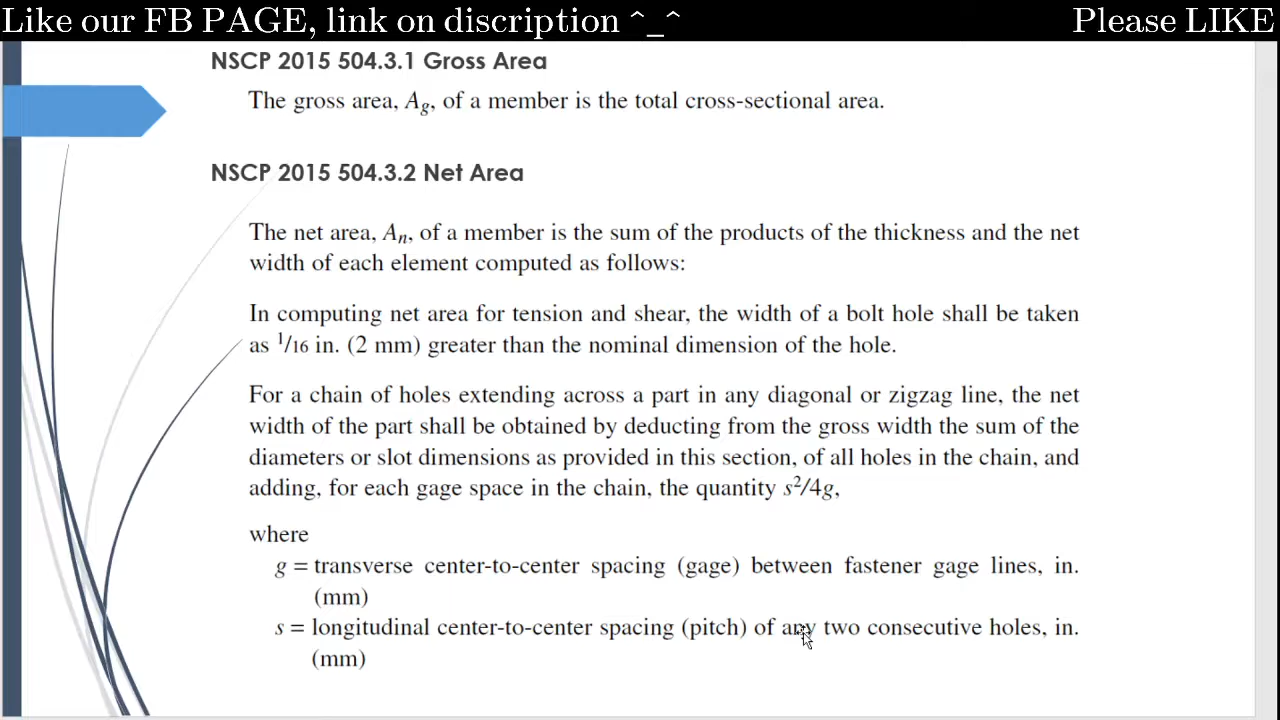 Like our FB PAGE, link on discription ^_^ Please LIKE
NSCP 2015 504.3.1 Gross Area
The gross area, Ag, of a member is the total cross-sectional area.
NSCP 2015 504.3.2 Net Area
The net area, An, of a member is the sum of the products of the thickness and the net
width of each element computed as follows:
In computing net area for tension and shear, the width of a bolt hole shall be taken
as 1/16 in. (2 mm) greater than the nominal dimension of the hole.
For a chain of holes extending across a part in any diagonal or zigzag line, the net
width of the part shall be obtained by deducting from the gross width the sum of the
diameters or slot dimensions as provided in this section, of all holes in the chain, and
adding, for each gage space in the chain, the quantity s²/4g,
where
g = transverse center-to-center spacing (gage) between fastener gage lines, in.
(mm)
s = longitudinal center-to-center spacing (pitch) of any two consecutive holes, in.
(mm)